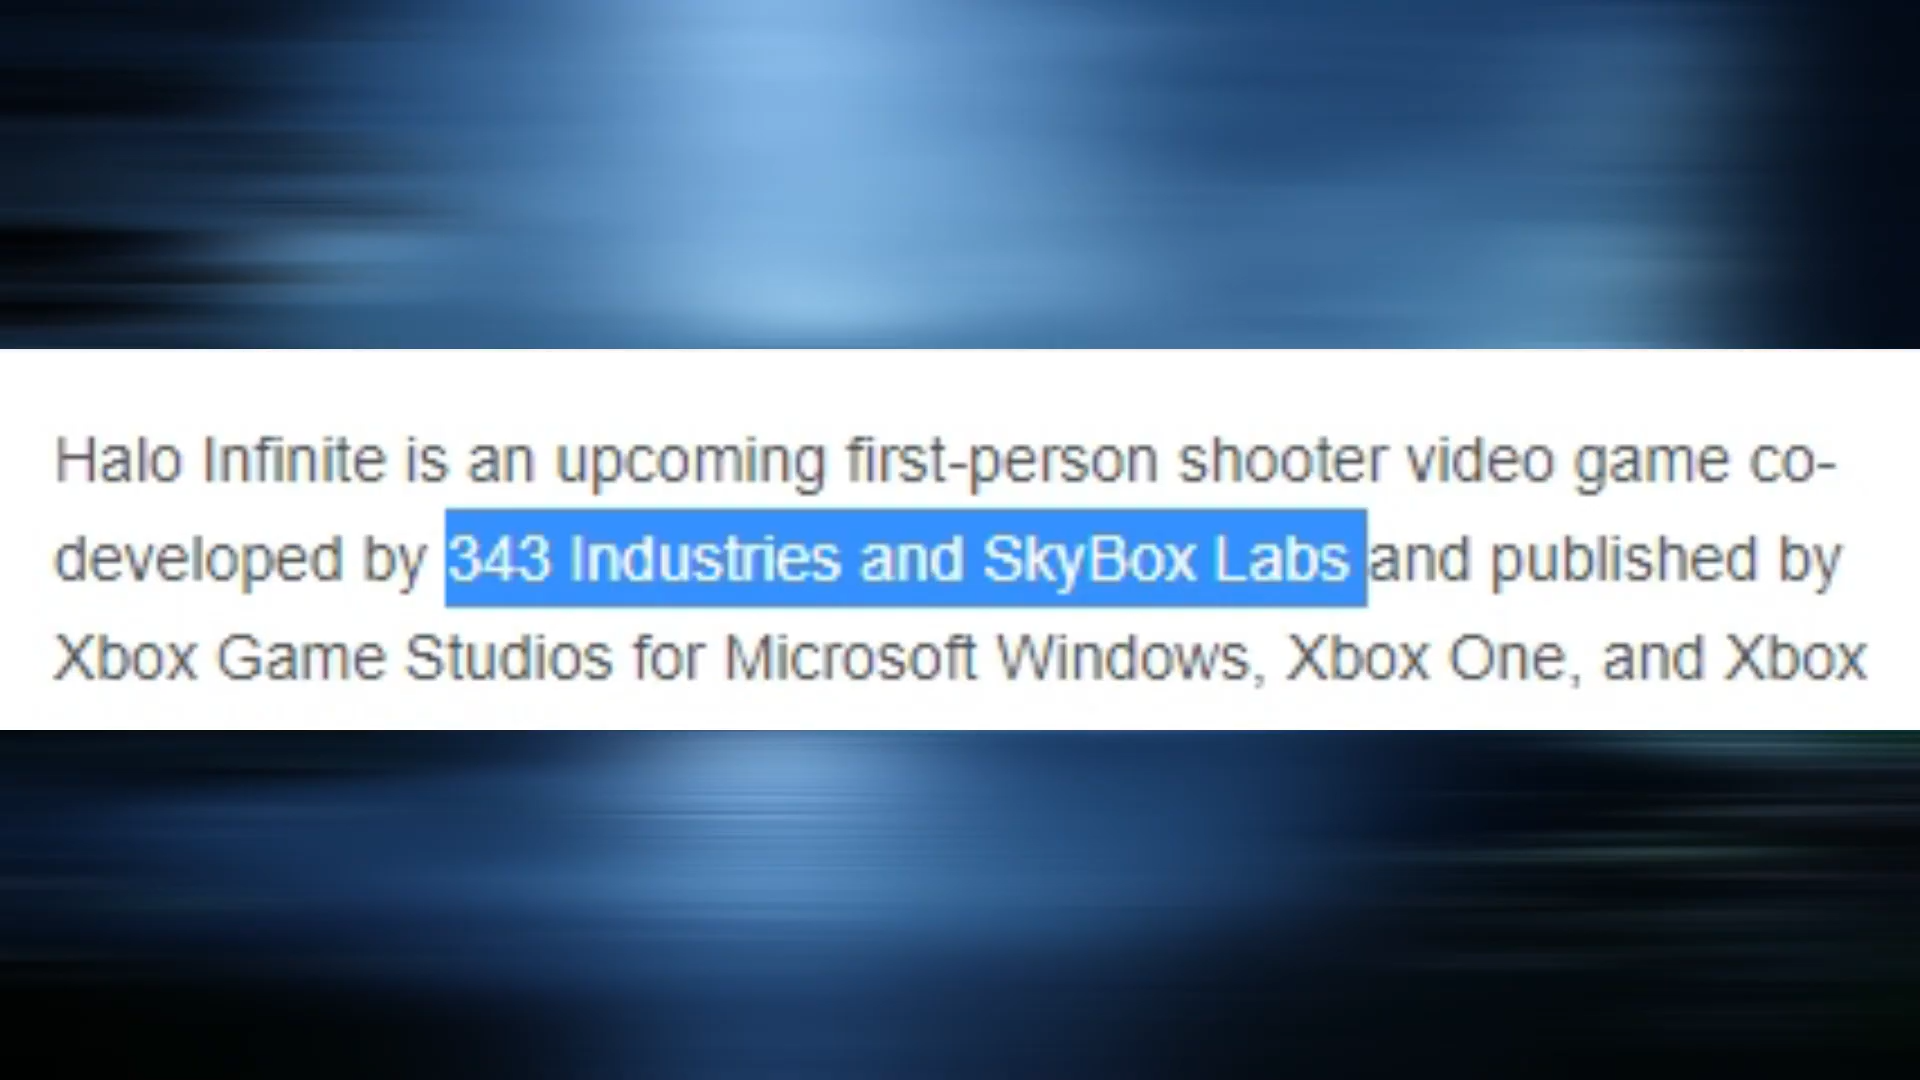 Halo Infinite is an upcoming first-person shooter video game co-
developed by 343 Industries and SkyBox Labs and published by
Xbox Game Studios for Microsoft Windows, Xbox One, and Xbox